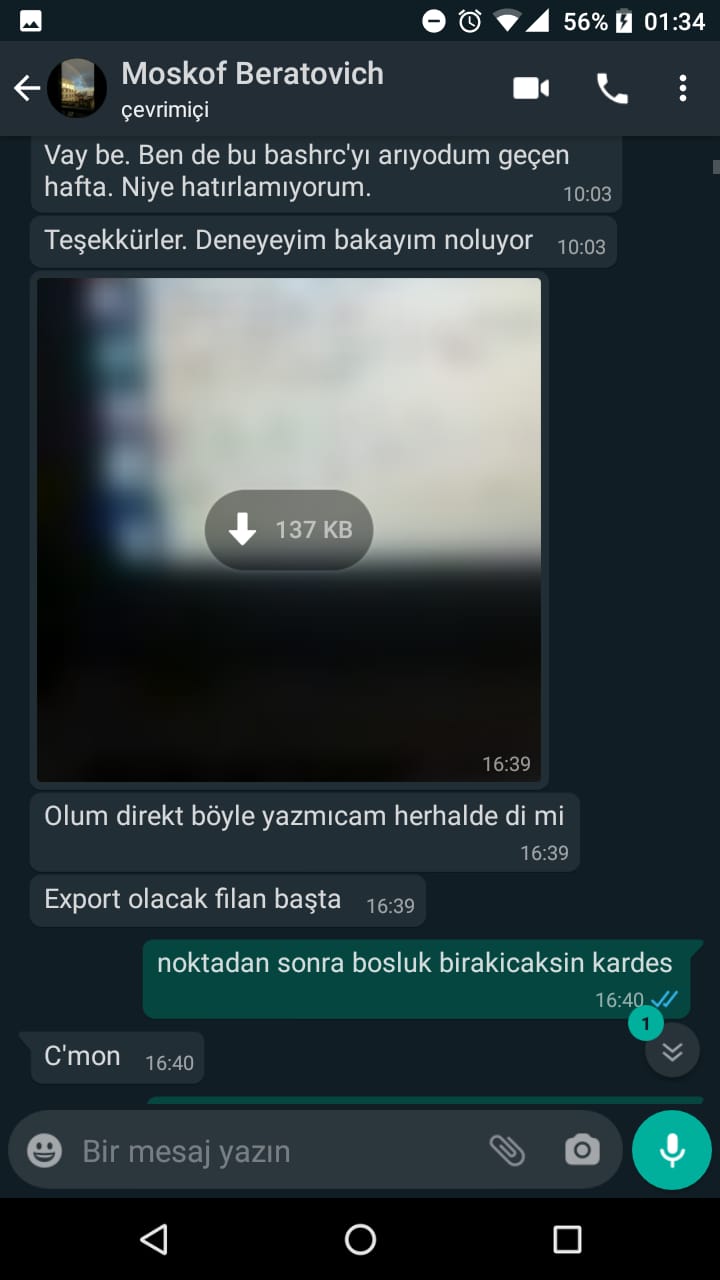 56% 01:34
Moskof Beratovich
çevrimiçi
Vay be. Ben de bu bashrc'yı arıyodum geçen
hafta. Niye hatırlamıyorum. 10:03
Teşekkürler. Deneyeyim bakayım noluyor 10:03
137 KB
16:39
Olum direkt böyle yazmıcam herhalde di mi
16:39
Export olacak filan başta 16:39
noktadan sonra bosluk birakicaksin kardes
16:40
1
C'mon 16:40
Bir mesaj yazın